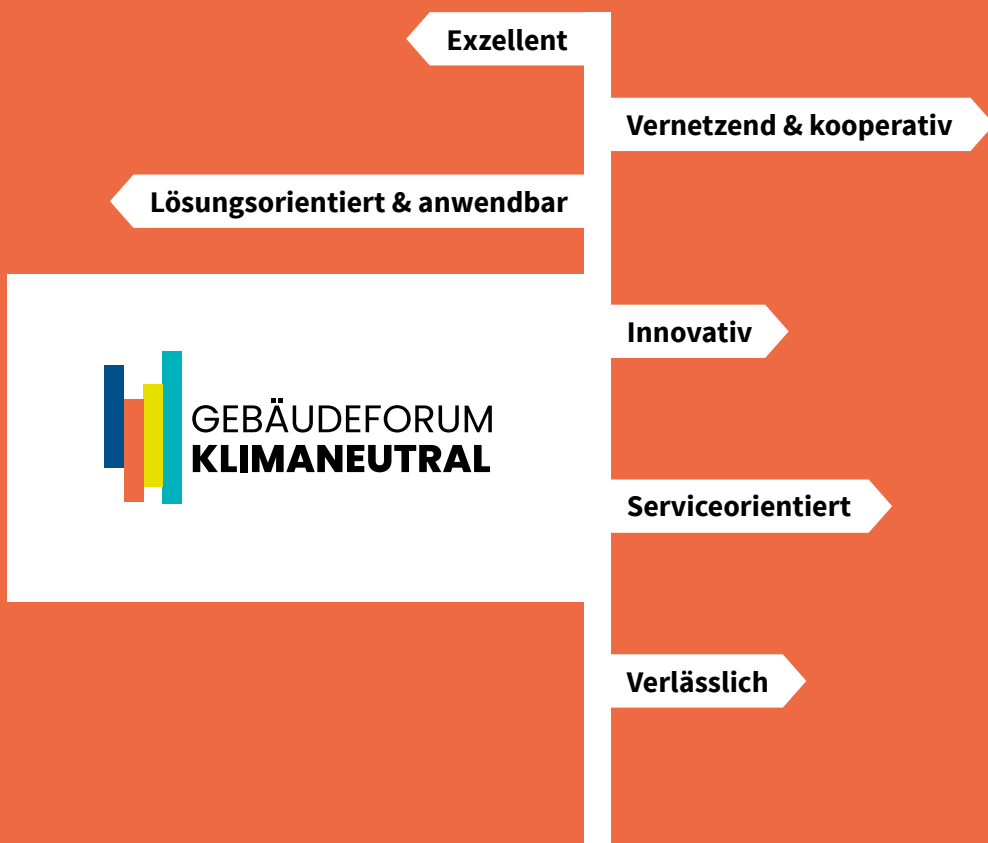 Exzellent
Vernetzend & kooperativ
Lösungsorientiert & anwendbar
Innovativ
GEBÄUDEFORUM
KLIMANEUTRAL
Serviceorientiert
Verlässlich